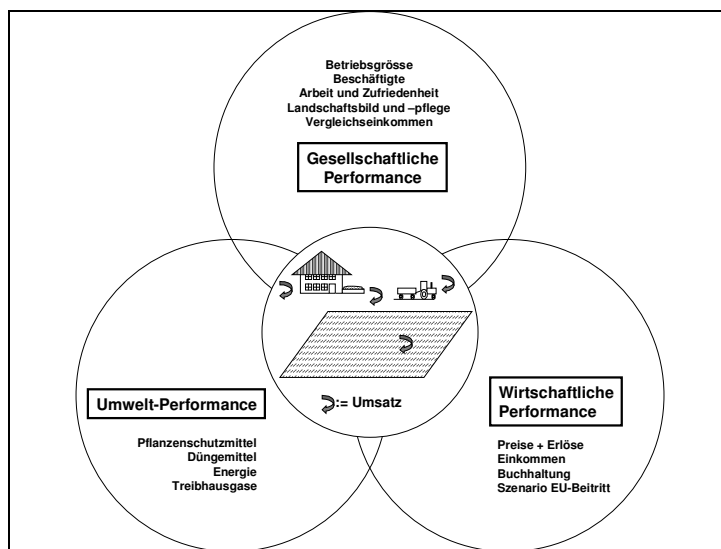 Betriebsgrösse
Beschäftigte
Arbeit und Zufriedenheit
Landschaftsbild und –pflege
Vergleichseinkommen
Gesellschaftliche
Performance
:= Umsatz
Umwelt-Performance
Pflanzenschutzmittel
Düngemittel
Energie
Treibhausgase
Wirtschaftliche
Performance
Preise + Erlöse
Einkommen
Buchhaltung
Szenario EU-Beitritt